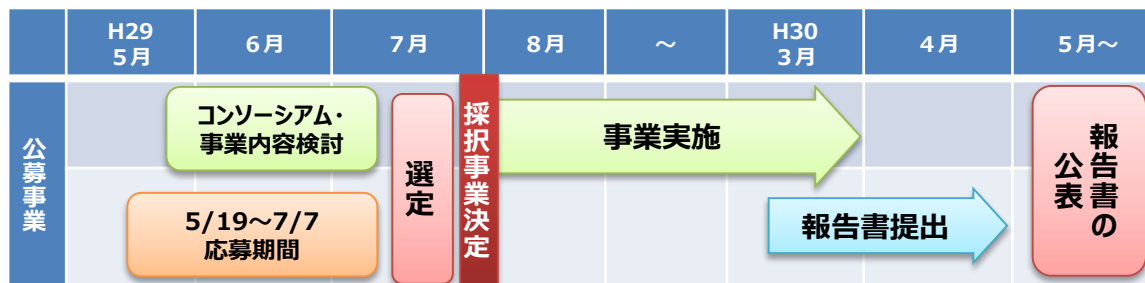 H29
5月
6月
7月
8月
～
H30
3月
4月
5月～
公募事業
コンソーシアム・
事業内容検討
5/19～7/7
応募期間
選定
採択事業決定
事業実施
報告書提出
報告書の
公表